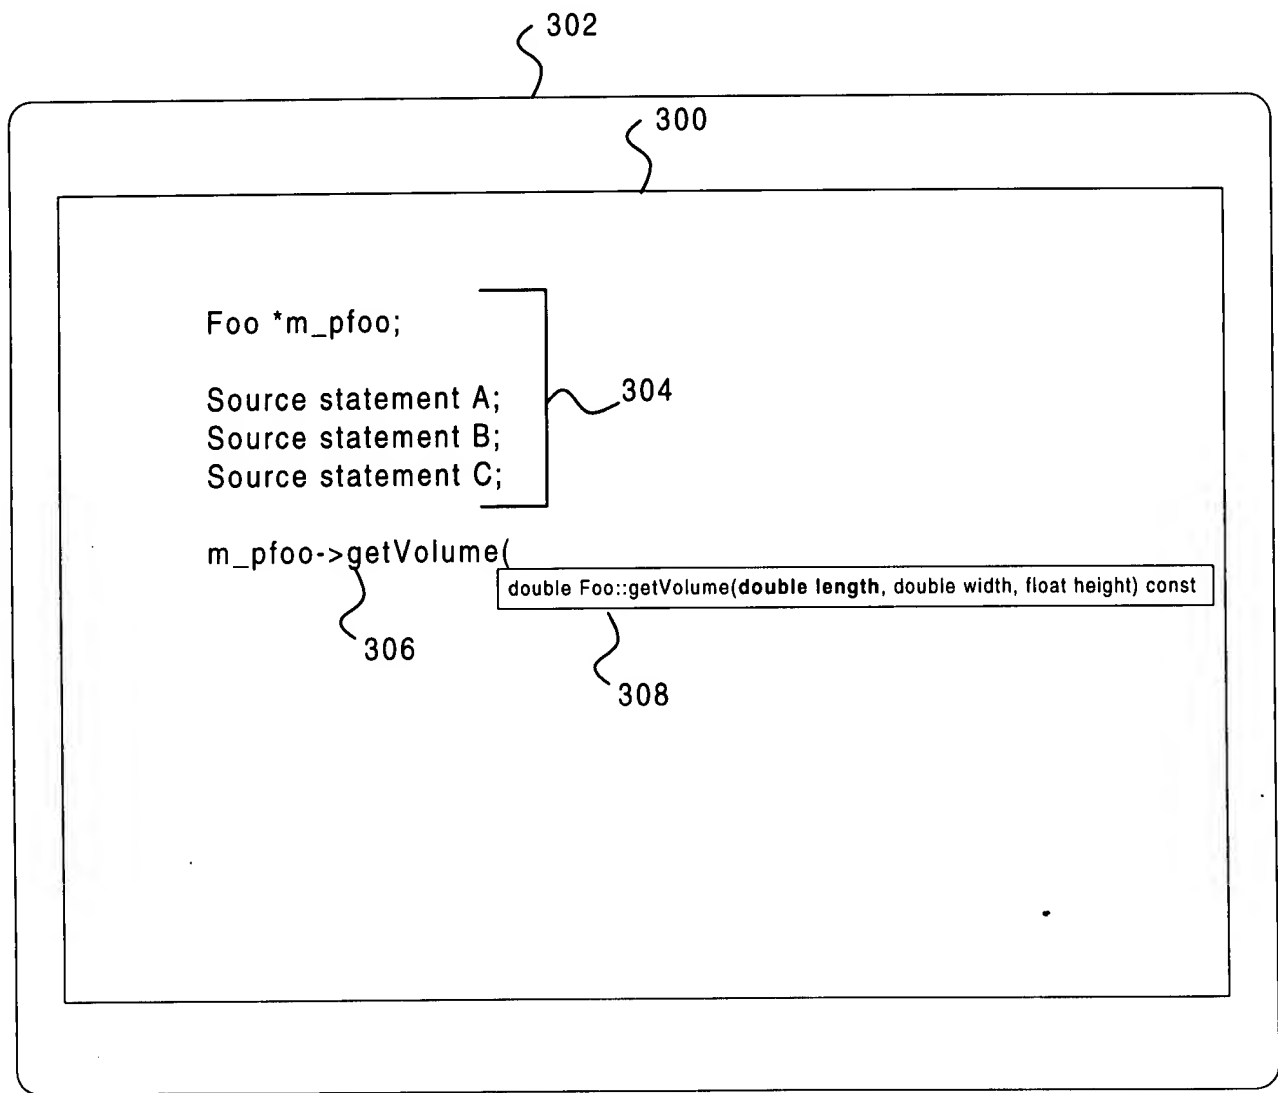 302
300
Foo *m_pfoo;
Source statement A;
304
Source statement B;
Source statement C;
m_pfoo->getVolume(
double Foo::getVolume(double length, double width, float height) const
306
308